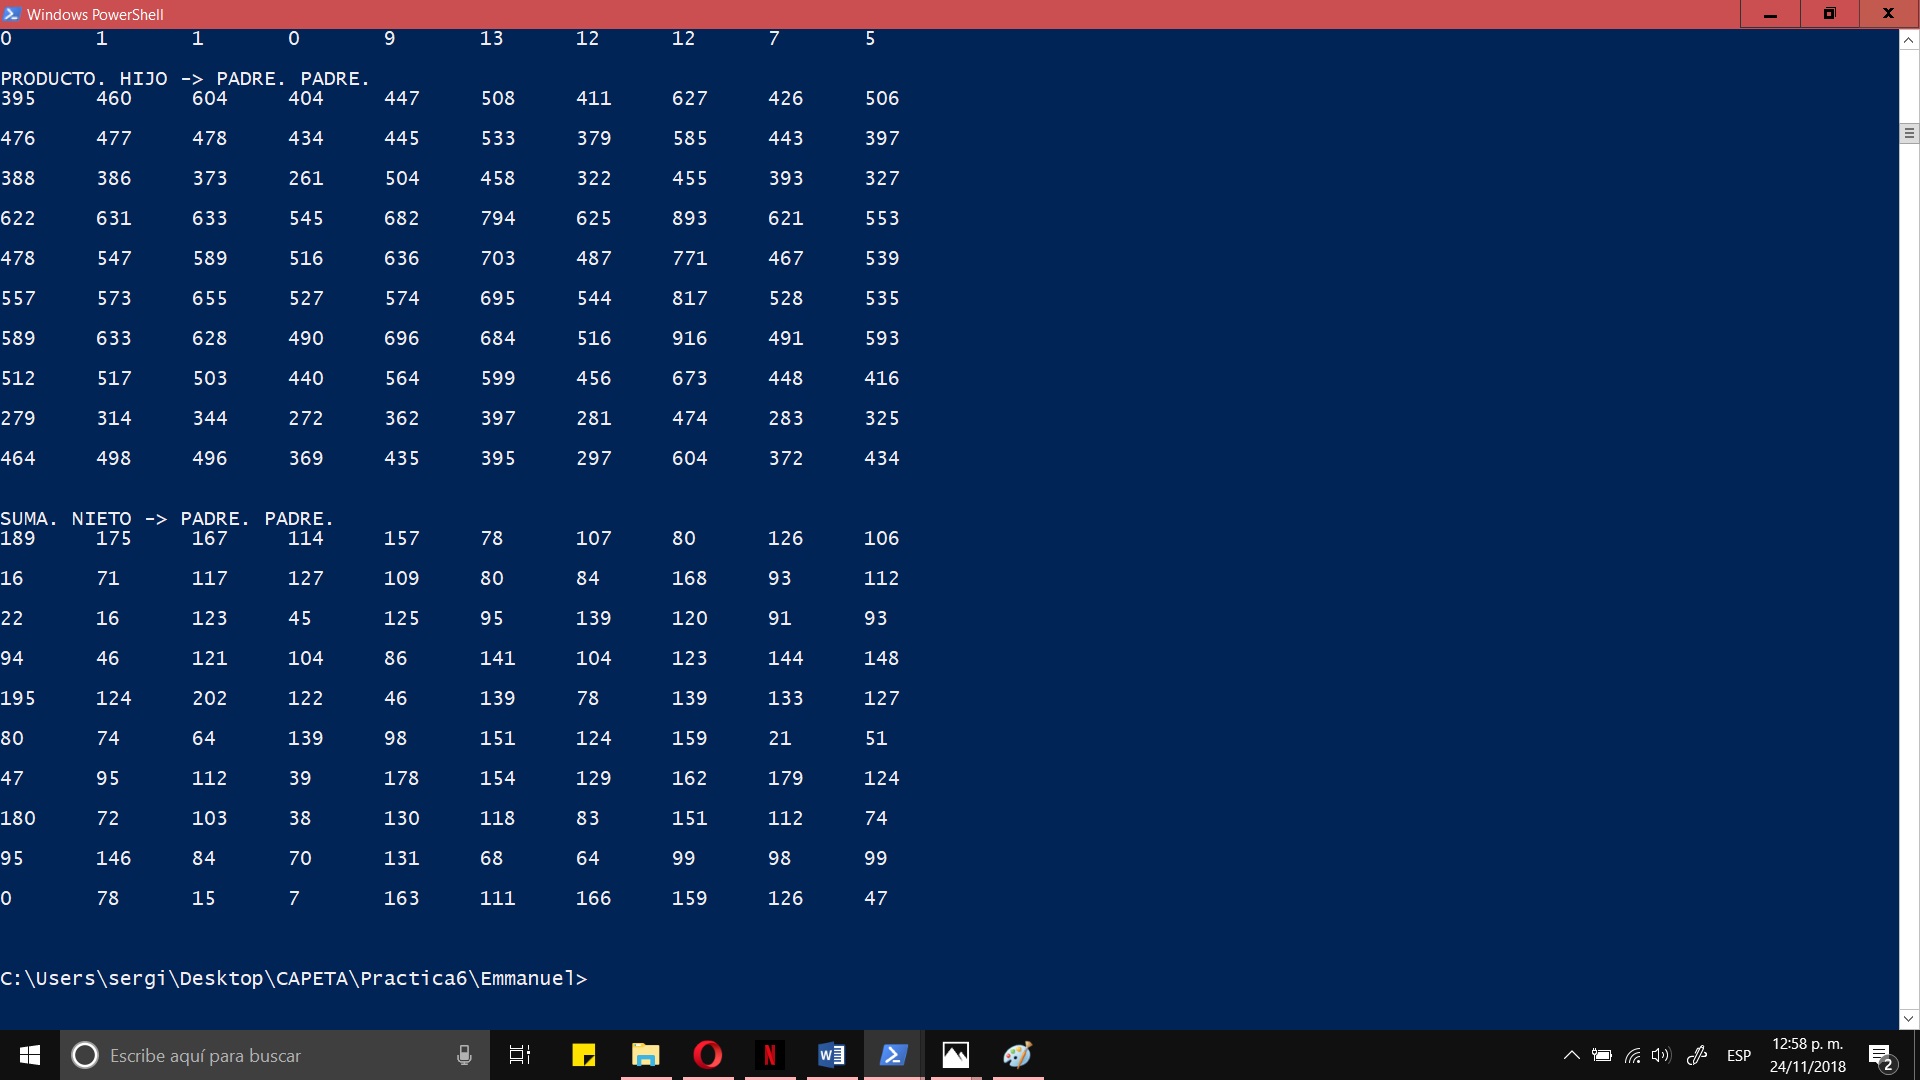 Windows PowerShell
0 1 1 0 9 13 12 12 7 5
PRODUCTO. HIJO -> PADRE. PADRE.
395 460 604 404 447 508 411 627 426 506
476 477 478 434 445 533 379 585 443 397
388 386 373 261 504 458 322 455 393 327
622 631 633 545 682 794 625 893 621 553
478 547 589 516 636 703 487 771 467 539
557 573 655 527 574 695 544 817 528 535
589 633 628 490 696 684 516 916 491 593
512 517 503 440 564 599 456 673 448 416
279 314 344 272 362 397 281 474 283 325
464 498 496 369 435 395 297 604 372 434
SUMA. NIETO -> PADRE. PADRE.
189 175 167 114 157 78 107 80 126 106
16 71 117 127 109 80 84 168 93 112
22 16 123 45 125 95 139 120 91 93
94 46 121 104 86 141 104 123 144 148
195 124 202 122 46 139 78 139 133 127
80 74 64 139 98 151 124 159 21 51
47 95 112 39 178 154 129 162 179 124
180 72 103 38 130 118 83 151 112 74
95 146 84 70 131 68 64 99 98 99
0 78 15 7 163 111 166 159 126 47
C:\Users\sergi\Desktop\CAPETA\Practica6\Emmanuel>
Escribe aquí para buscar
N
W
ESP
12:58 p. m.
24/11/2018
2